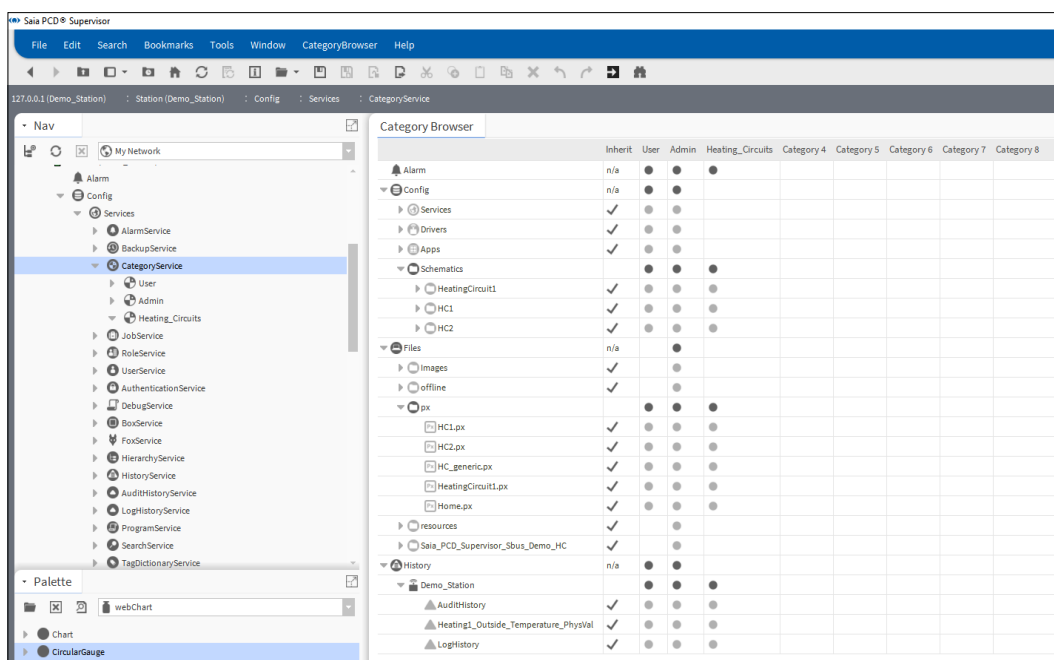 Saia PCD® Supervisor
File Edit Search Bookmarks Tools Window CategoryBrowser Help
127.0.0.1 (Demo_Station) : Station (Demo_Station) : Config : Services : CategoryService
Nav
My Network
Alarm
Config
Services
AlarmService
BackupService
CategoryService
User
Admin
Heating_Circuits
JobService
RoleService
UserService
AuthenticationService
DebugService
BoxService
FoxService
HierarchyService
HistoryService
AuditHistoryService
LogHistoryService
ProgramService
SearchService
TagDictionaryService
Palette
webChart
Chart
CircularGauge
Category Browser
Inherit User Admin Heating_Circuits Category 4 Category 5 Category 6 Category 7 Category 8
Alarm n/a
Config n/a
Services
Drivers
Apps
Schematics
HeatingCircuit1
HC1
HC2
Files n/a
Images
offline
px
Px HC1.px
Px HC2.px
Px HC_generic.px
Px HeatingCircuit1.px
Px Home.px
resources
Saia_PCD_Supervisor_Sbus_Demo_HC
History n/a
Demo_Station
AuditHistory
Heating1_Outside_Temperature_PhysVal
LogHistory